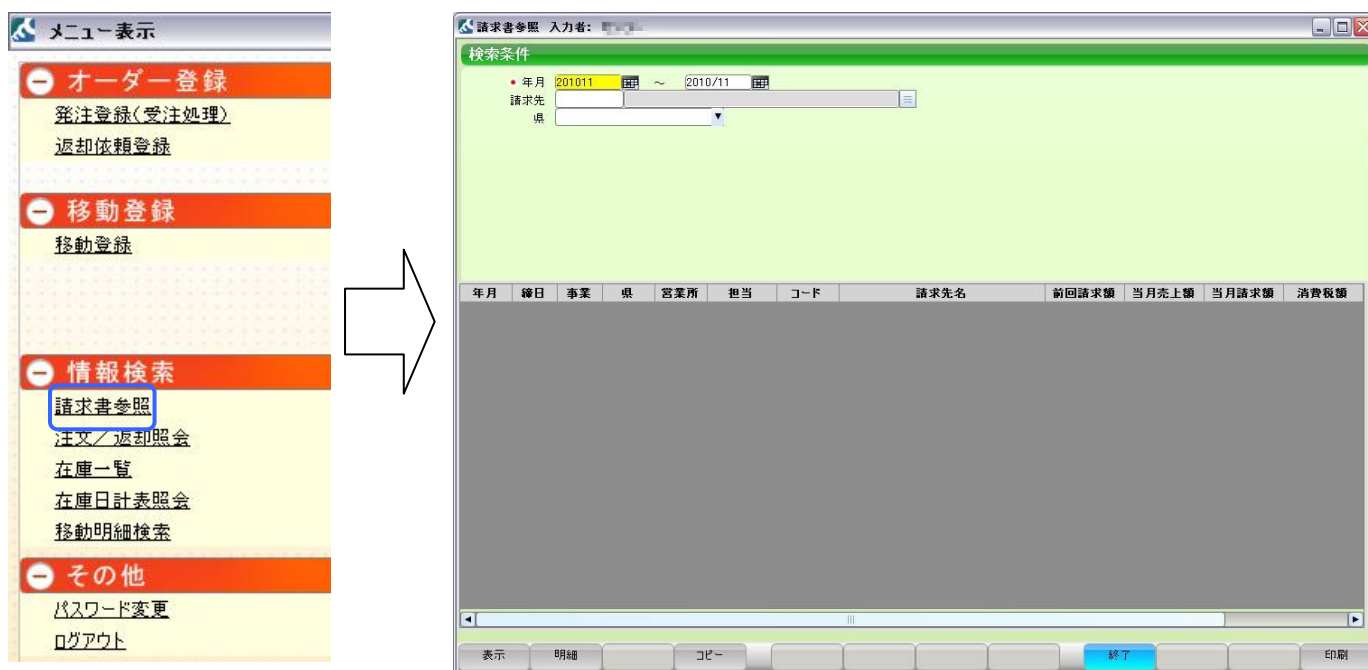 メニュー表示
オーダー登録
発注登録(受注処理)
返却依頼登録
移動登録
移動登録
情報検索
請求書参照
注文/返却照会
在庫一覧
在庫日計表照会
移動明細検索
その他
パスワード変更
ログアウト
請求書参照 入力者:
検索条件
• 年月 201011 ~ 2010/11
請求先
県
年月 締日 事業 県 営業所 担当 コード 請求先名 前回請求額 当月売上額 当月請求額 消費税額
表示 明細 コピー 終了 印刷